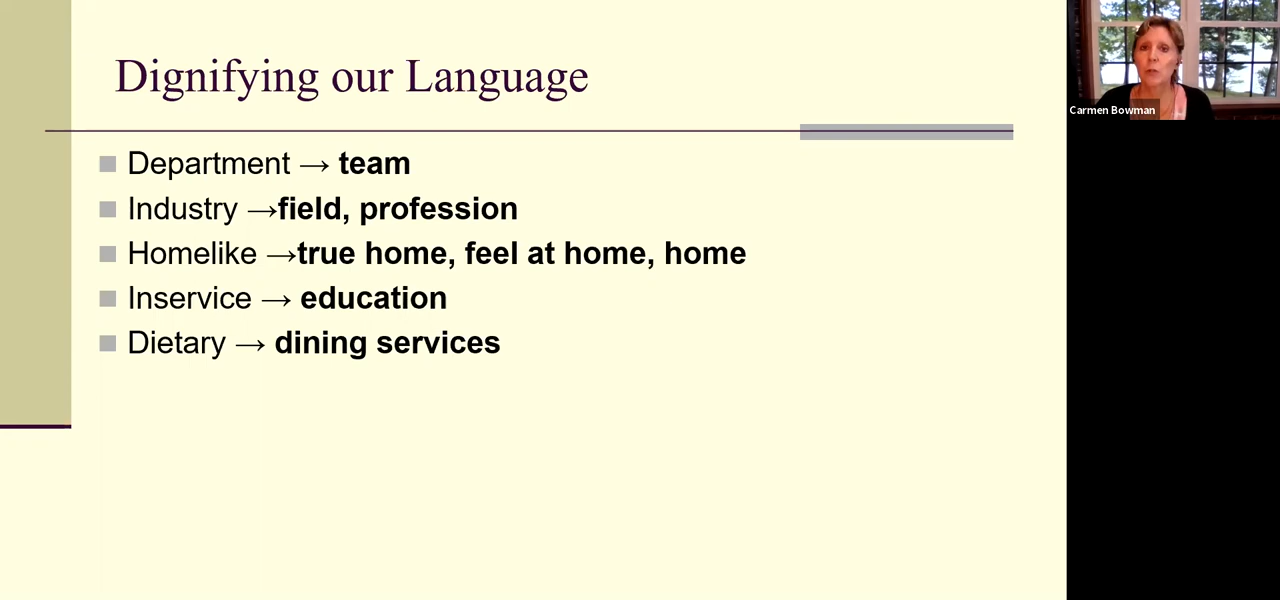 Dignifying our Language
Department → team
Industry →field, profession
Homelike →true home, feel at home, home
Inservice → education
Dietary → dining services
Carmen Bowman